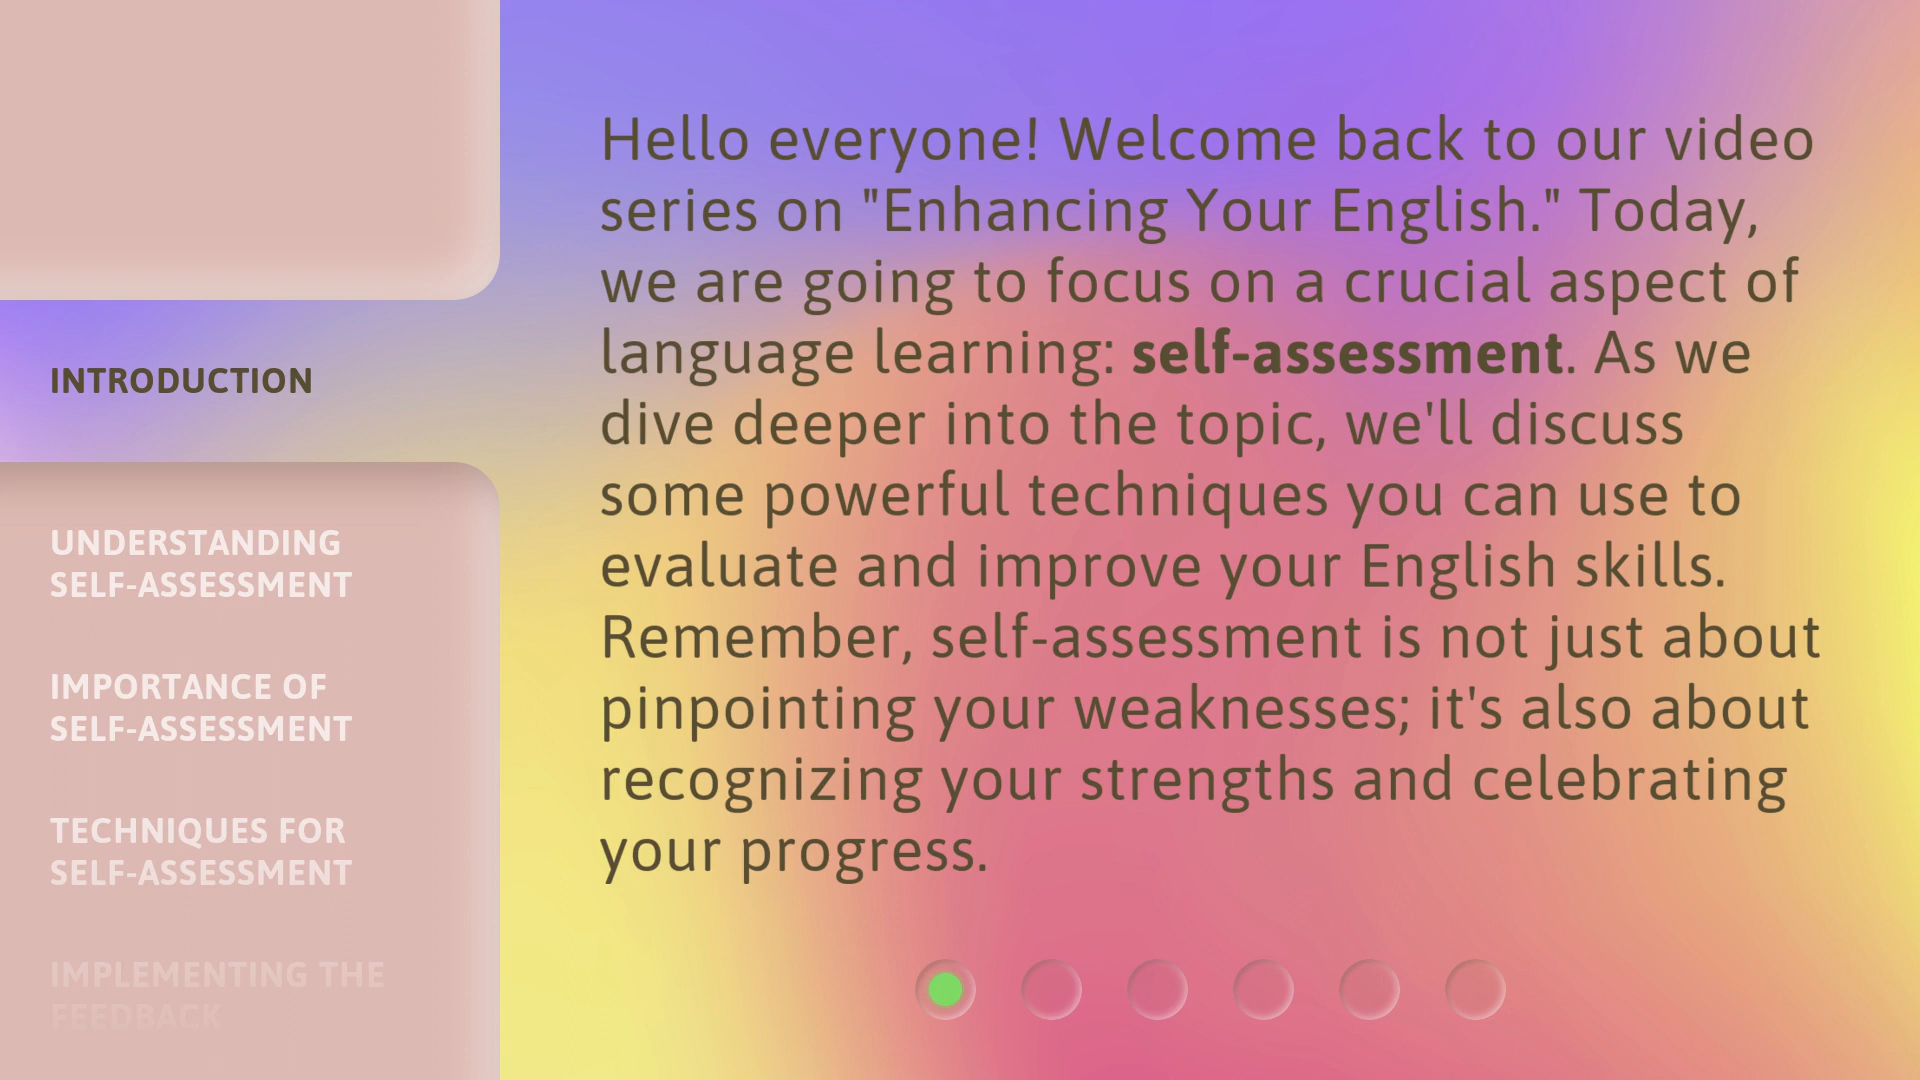 INTRODUCTION
UNDERSTANDING
SELF-ASSESSMENT
IMPORTANCE OF
SELF-ASSESSMENT
TECHNIQUES FOR
SELF-ASSESSMENT
IMPLEMENTING THE
FEEDBACK
Hello everyone! Welcome back to our video
series on "Enhancing Your English." Today,
we are going to focus on a crucial aspect of
language learning: self-assessment. As we
dive deeper into the topic, we'll discuss
some powerful techniques you can use to
evaluate and improve your English skills.
Remember, self-assessment is not just about
pinpointing your weaknesses; it's also about
recognizing your strengths and celebrating
your progress.